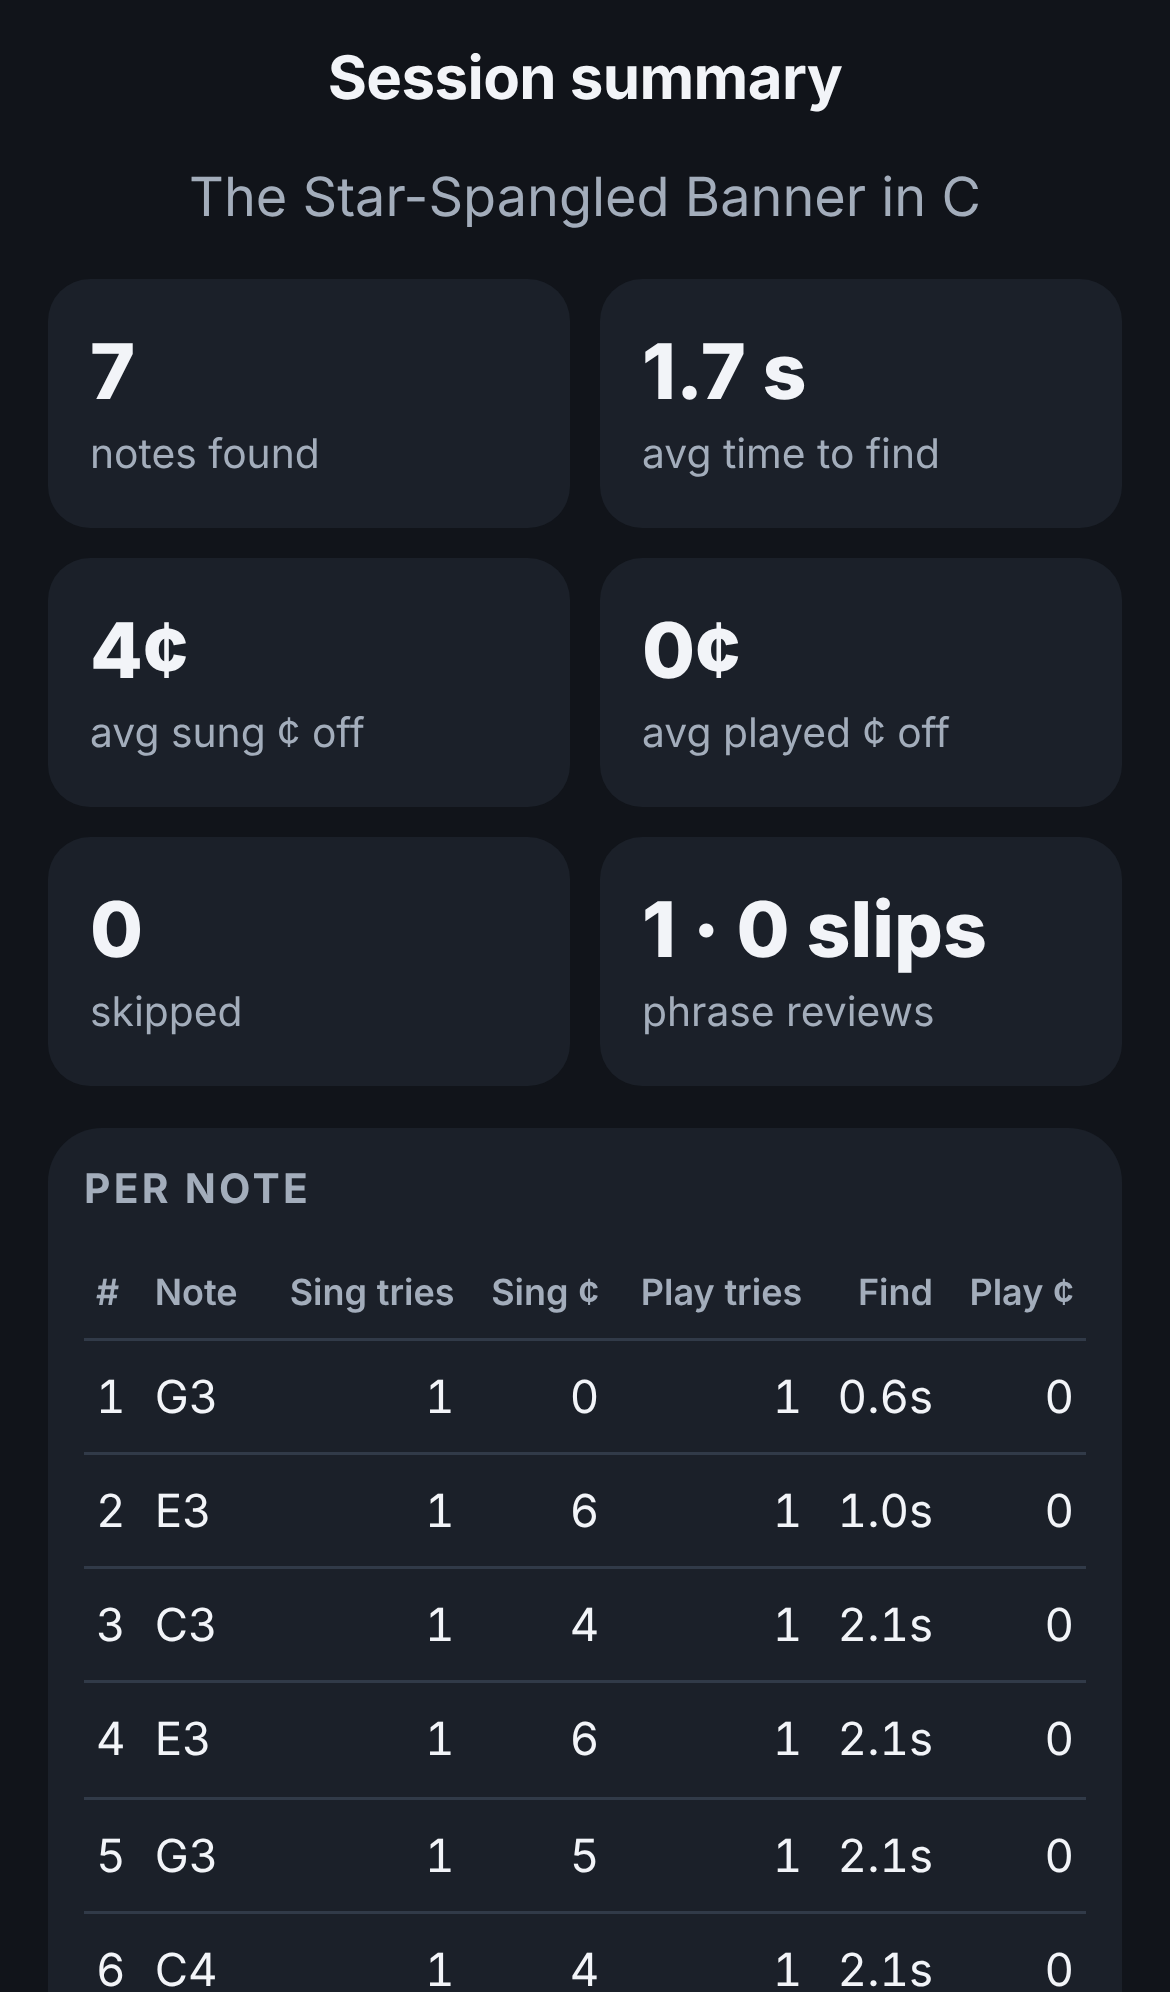 Session summary
The Star-Spangled Banner in C
7
notes found
1.7 s
avg time to find
4¢
avg sung ¢ off
0¢
avg played ¢ off
0
skipped
1 · 0 slips
phrase reviews
PER NOTE
# Note Sing tries Sing ¢ Play tries Find Play ¢
1 G3 1 0 1 0.6s 0
2 E3 1 6 1 1.0s 0
3 C3 1 4 1 2.1s 0
4 E3 1 6 1 2.1s 0
5 G3 1 5 1 2.1s 0
6 C4 1 4 1 2.1s 0